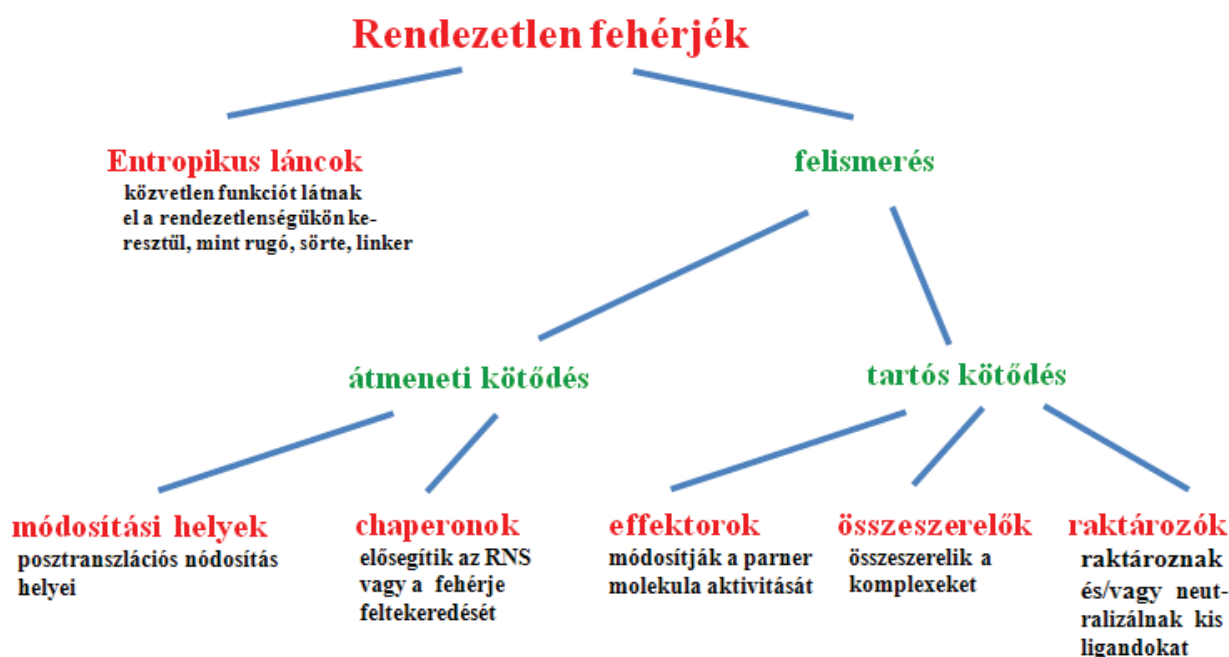 Rendezetlen fehérjék
Entropikus láncok
közvetlen funkciót látnak
el a rendezetlenségükön ke-
resztül, mint rugó, sörte, linker
felismerés
átmeneti kötődés
tartós kötődés
módosítási helyek
posztranszlációs nódosítás
helyei
chaperonok
elősegítik az RNS
vagy a fehérje
feltekeredését
effektorok
módosítják a parner
molekula aktivitását
összeszerelők
összeszerelik a
komplexeket
raktározók
raktároznak
és/vagy neut-
ralizálnak kis
ligandokat